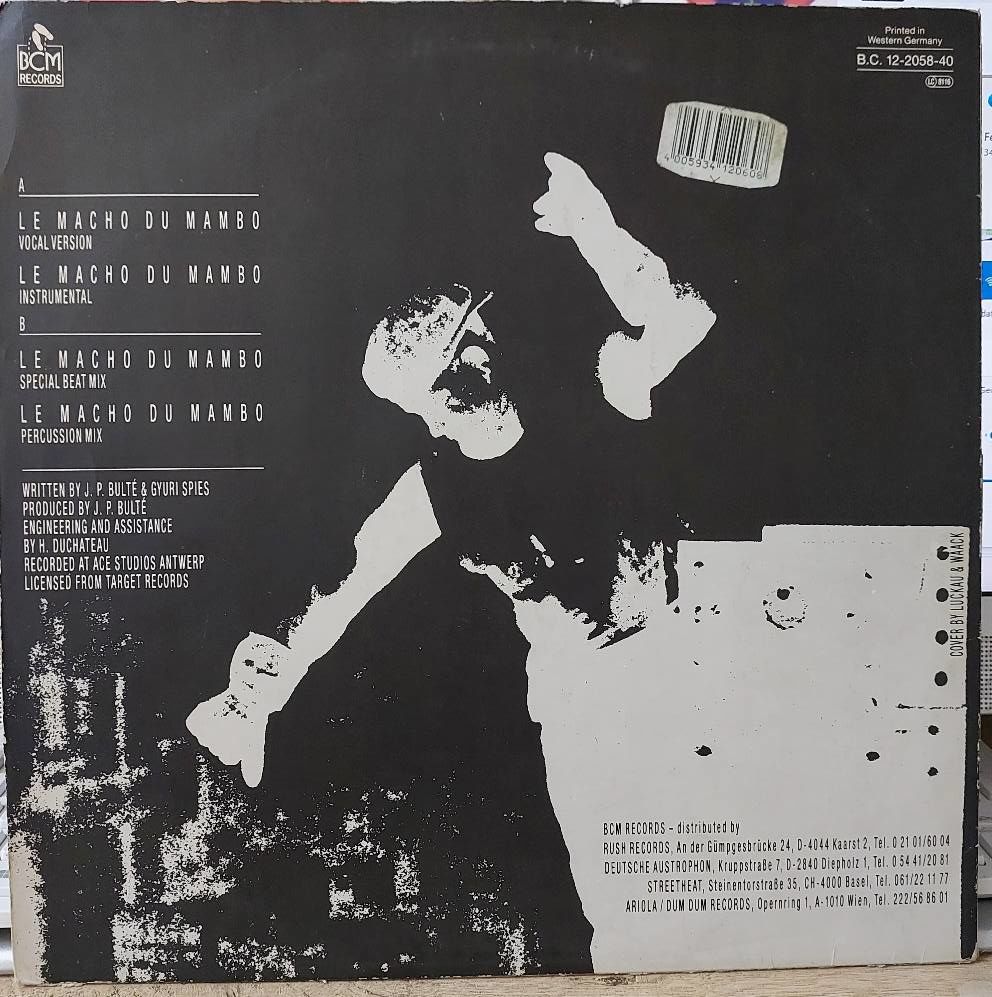 BCM
RECORDS
Printed in
Western Germany
B.C. 12-2058-40
LC 8116
4 005934 120608
A
LE MACHO DU MAMBO
VOCAL VERSION
LE MACHO DU MAMBO
INSTRUMENTAL
B
LE MACHO DU MAMBO
SPECIAL BEAT MIX
LE MACHO DU MAMBO
PERCUSSION MIX
WRITTEN BY J. P. BULTÉ & GYURI SPIES
PRODUCED BY J. P. BULTÉ
ENGINEERING AND ASSISTANCE
BY H. DUCHATEAU
RECORDED AT ACE STUDIOS ANTWERP
LICENSED FROM TARGET RECORDS
COVER BY LUCKAU & WAACK
BCM RECORDS – distributed by
RUSH RECORDS, An der Gümpgesbrücke 24, D-4044 Kaarst 2, Tel. 0 21 01/60 04
DEUTSCHE AUSTROPHON, Kruppstraße 7, D-2840 Diepholz 1, Tel. 0 54 41/20 81
STREETHEAT, Steinentorstraße 35, CH-4000 Basel, Tel. 061/22 11 77
ARIOLA / DUM DUM RECORDS, Opernring 1, A-1010 Wien, Tel. 222/56 86 01